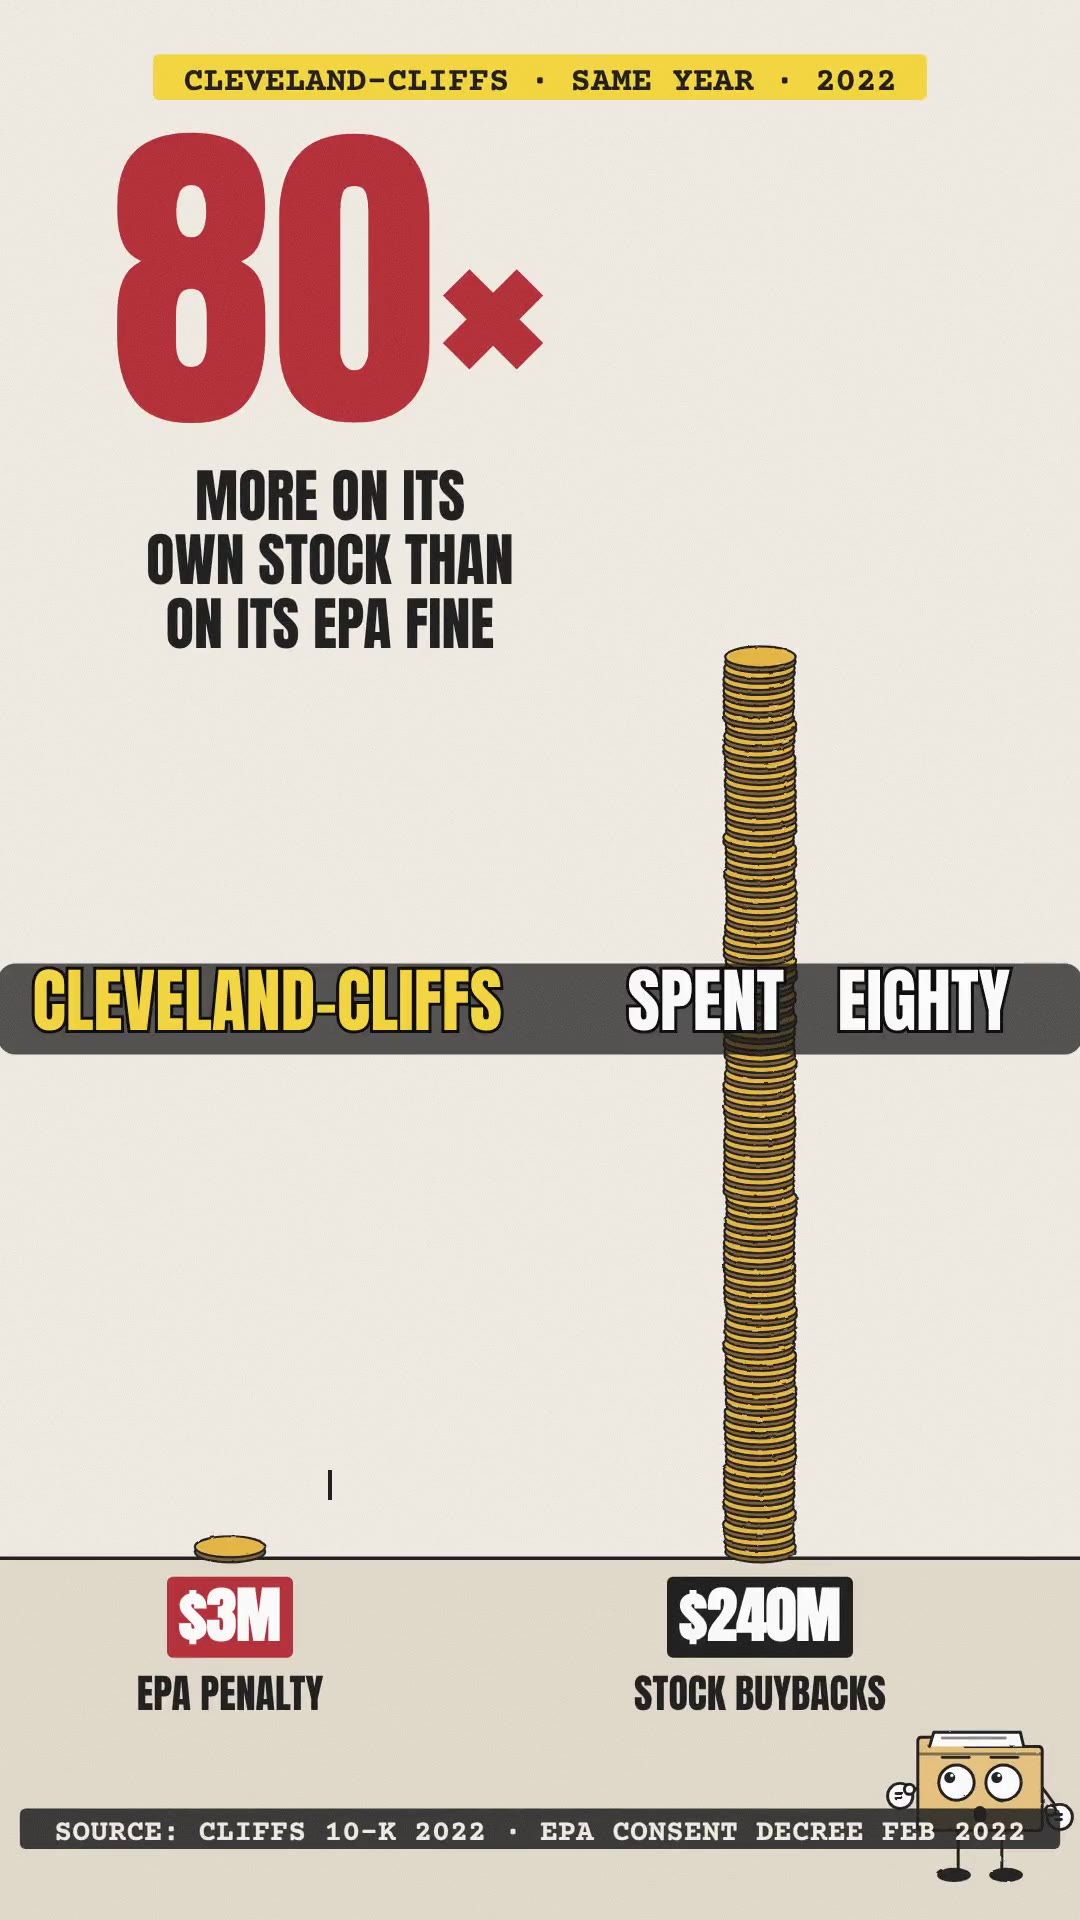 CLEVELAND-CLIFFS · SAME YEAR · 2022
80×
MORE ON ITS
OWN STOCK THAN
ON ITS EPA FINE
CLEVELAND-CLIFFS SPENT EIGHTY
$3M
EPA PENALTY
$240M
STOCK BUYBACKS
SOURCE: CLIFFS 10-K 2022 · EPA CONSENT DECREE FEB 2022